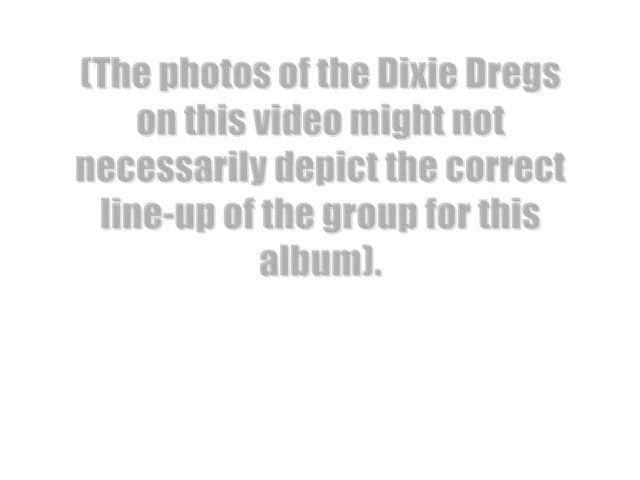 (The photos of the Dixie Dregs
on this video might not
necessarily depict the correct
line-up of the group for this
album).